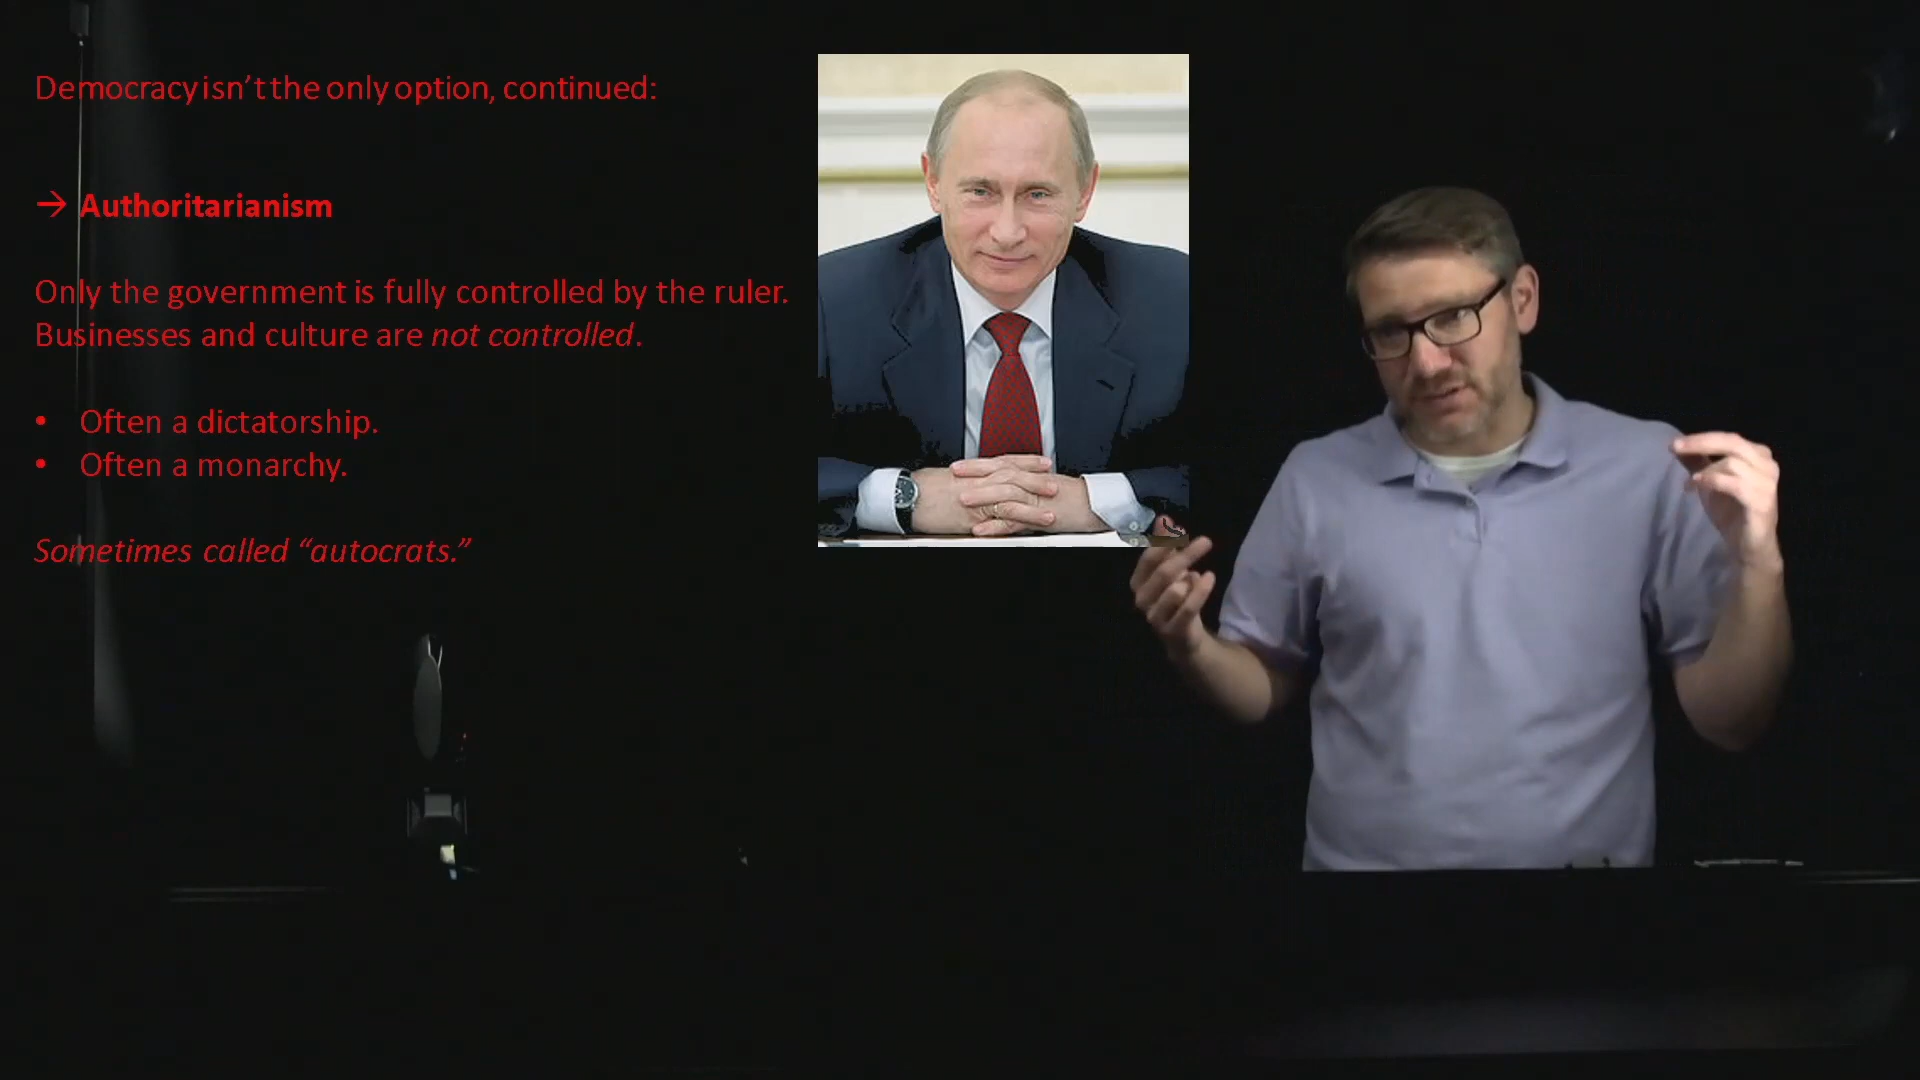 Democracy isn't the only option, continued:
→ Authoritarianism
Only the government is fully controlled by the ruler.
Businesses and culture are not controlled.
• Often a dictatorship.
• Often a monarchy.
Sometimes called “autocrats.”